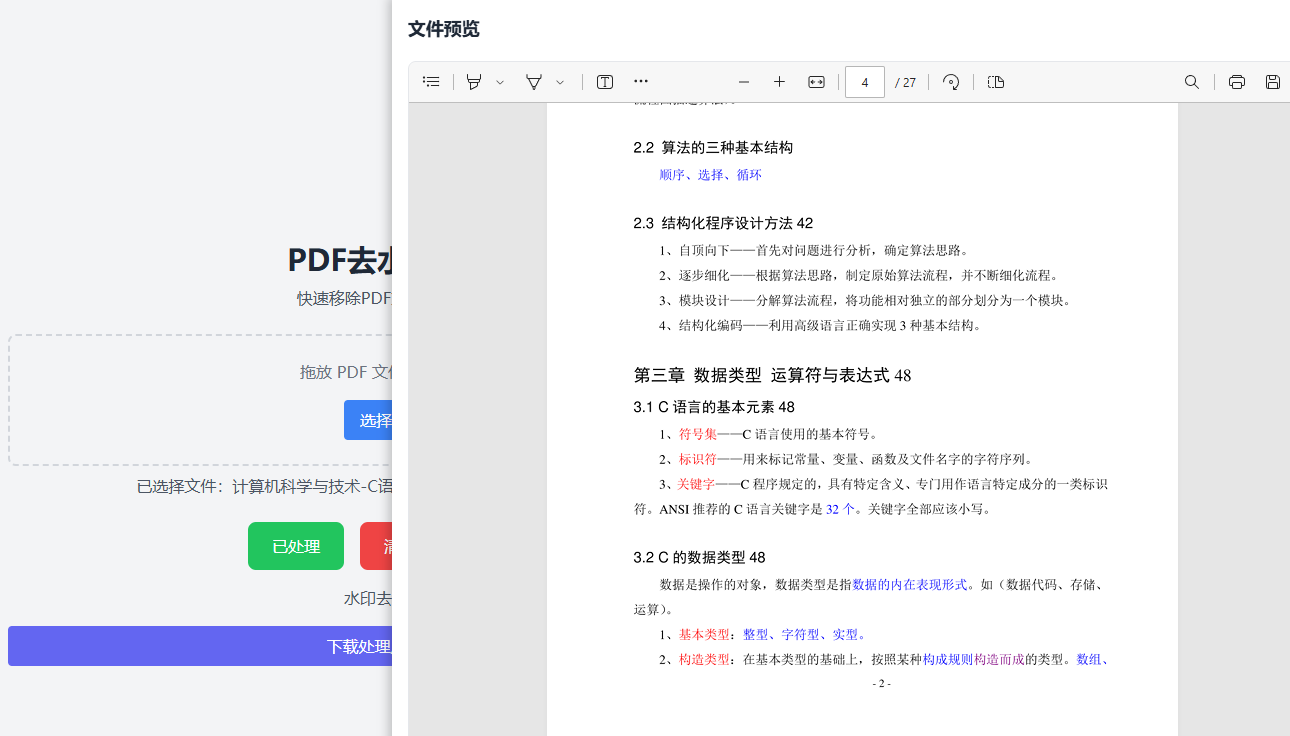 文件预览
4 / 27
2.2 算法的三种基本结构
顺序、选择、循环
2.3 结构化程序设计方法 42
1、自顶向下——首先对问题进行分析，确定算法思路。
2、逐步细化——根据算法思路，制定原始算法流程，并不断细化流程。
3、模块设计——分解算法流程，将功能相对独立的部分划分为一个模块。
4、结构化编码——利用高级语言正确实现 3 种基本结构。
第三章 数据类型 运算符与表达式 48
3.1 C 语言的基本元素 48
1、符号集——C 语言使用的基本符号。
2、标识符——用来标记常量、变量、函数及文件名字的字符序列。
3、关键字——C 程序规定的，具有特定含义、专门用作语言特定成分的一类标识
符。ANSI 推荐的 C 语言关键字是 32 个。关键字全部应该小写。
3.2 C 的数据类型 48
数据是操作的对象，数据类型是指数据的内在表现形式。如（数据代码、存储、
运算）。
1、基本类型：整型、字符型、实型。
2、构造类型：在基本类型的基础上，按照某种构成规则构造而成的类型。数组、
- 2 -
PDF去水
快速移除PDF
拖放 PDF 文件
选择
已选择文件：计算机科学与技术-C语
已处理
清
水印去
下载处理